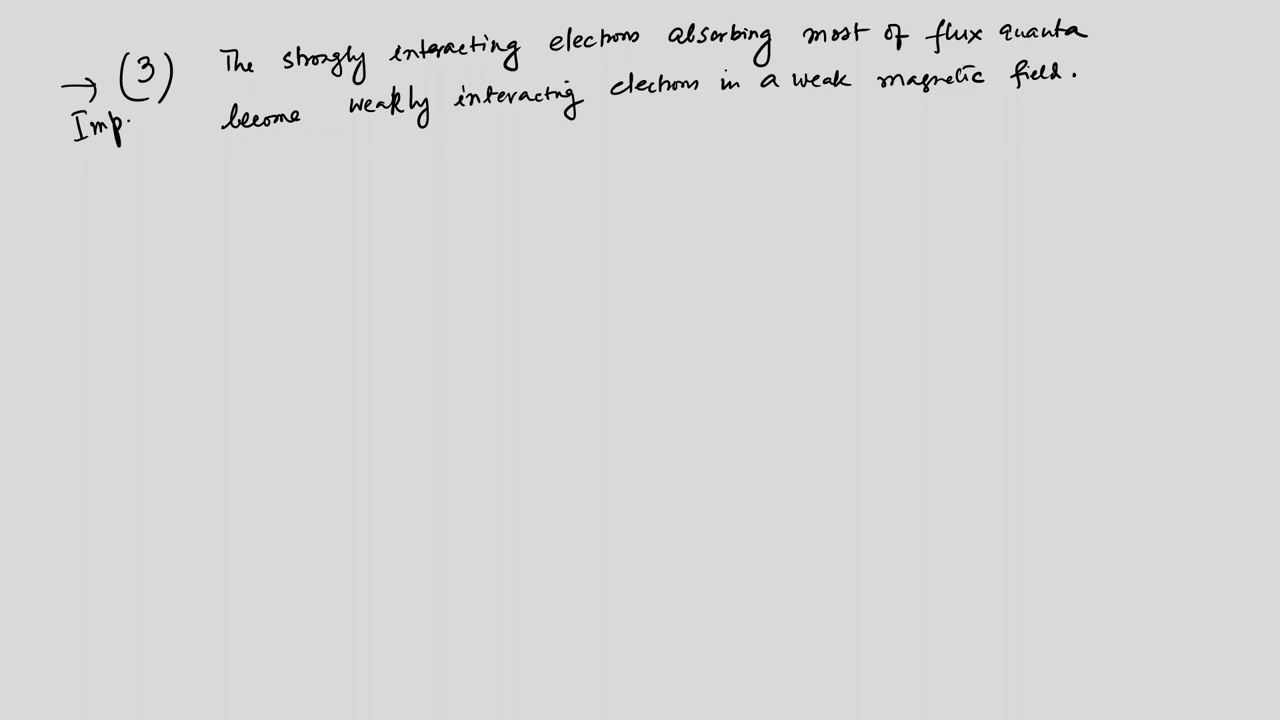 → (3) The strongly interacting electrons absorbing most of flux quanta
Imp. become weakly interacting electrons in a weak magnetic field.